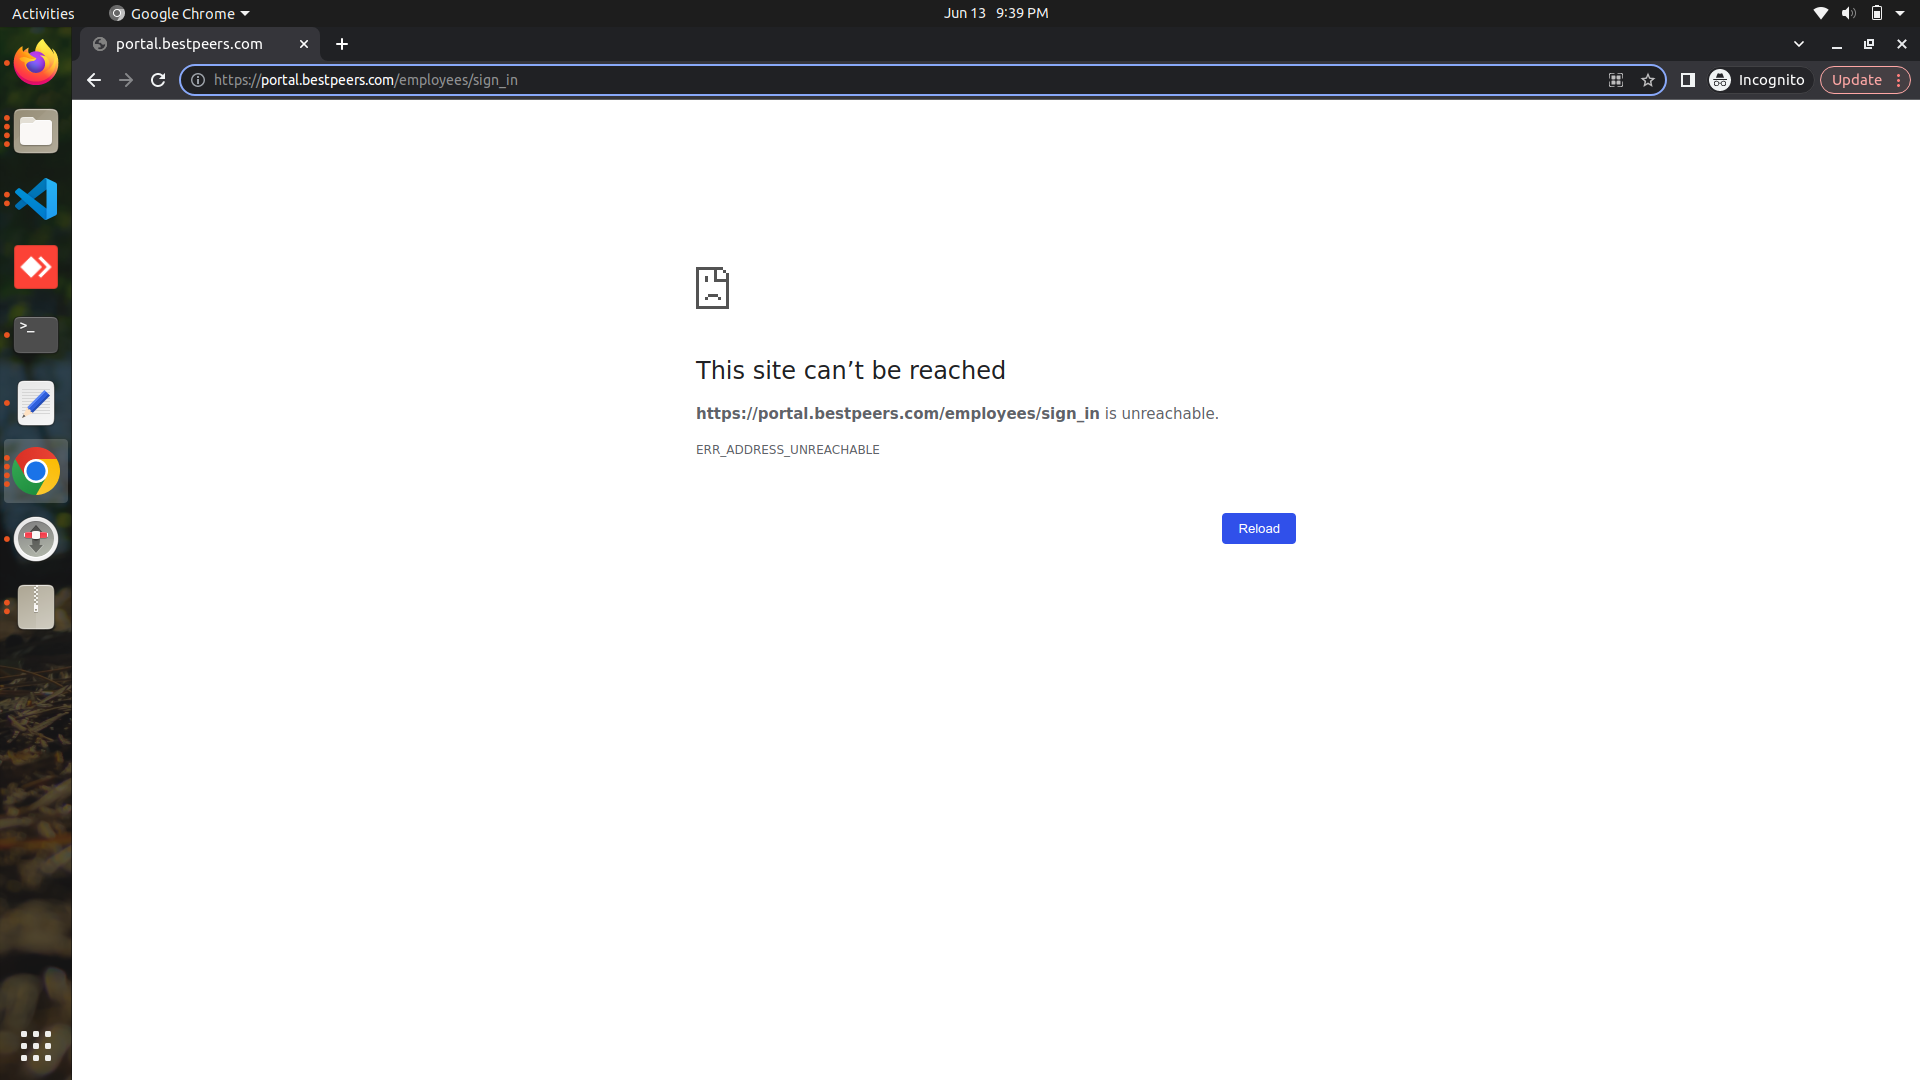 Activities
Google Chrome
Jun 13 9:39 PM
portal.bestpeers.com
https://portal.bestpeers.com/employees/sign_in
Incognito
Update
>_
This site can’t be reached
https://portal.bestpeers.com/employees/sign_in is unreachable.
ERR_ADDRESS_UNREACHABLE
Reload